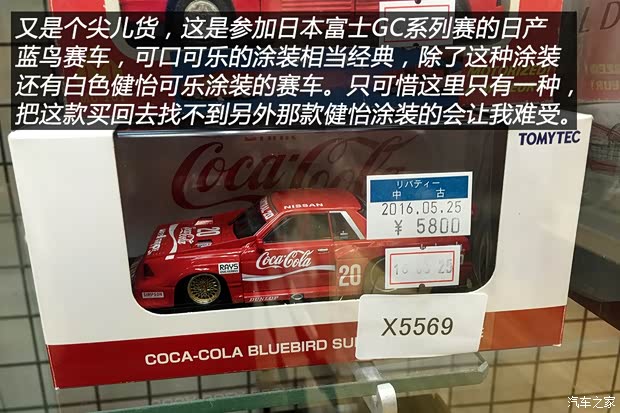 又是个尖儿货，这是参加日本富士GC系列赛的日产
蓝鸟赛车，可口可乐的涂装相当经典，除了这种涂装
还有白色健怡可乐涂装的赛车。只可惜这里只有一种，
把这款买回去找不到另外那款健怡涂装的会让我难受。
TOMYTEC
Coca-Cola
NISSAN
リバティー
中 古
2016.05.25
¥ 5800
20
RAYS
Coca-Cola
20
DUNLOP
X5569
COCA-COLA BLUEBIRD SU
汽车之家